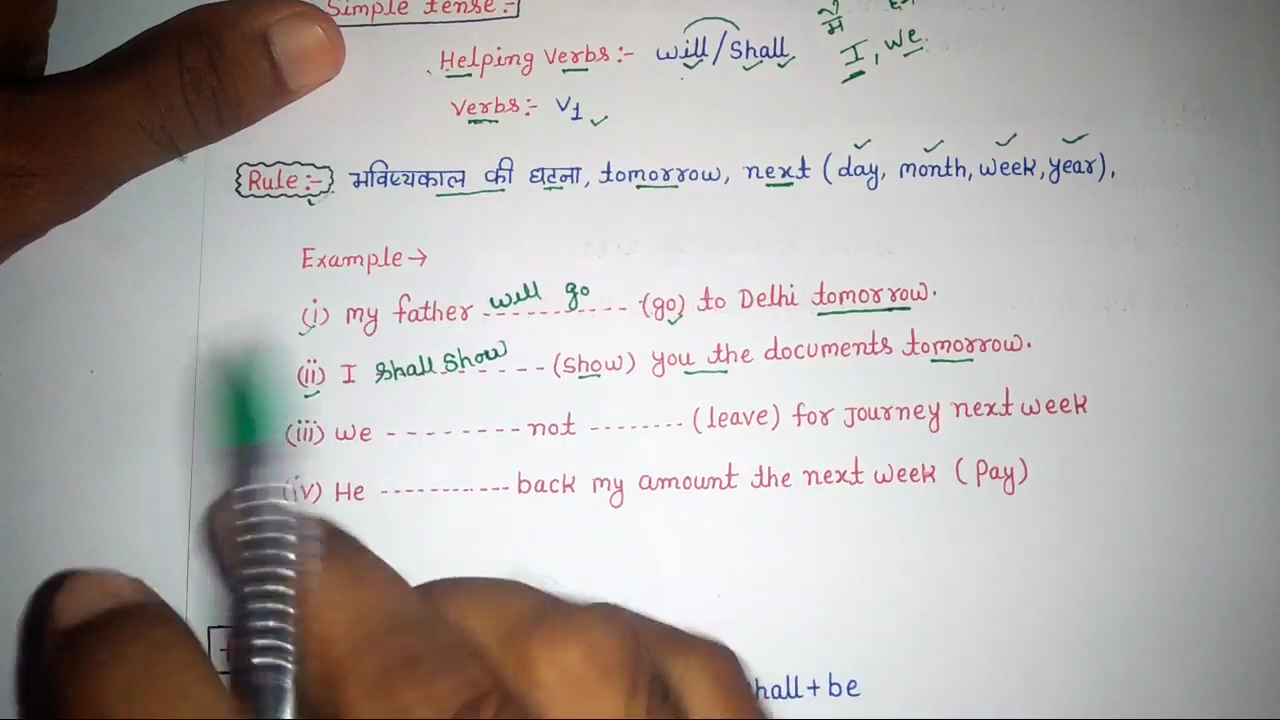 Simple tense:-
Helping Verbs:- will/Shall
में
I, we.
Verbs:- V1
Rule:- भविष्यकाल की घटना, tomorrow, next (day, month, week, year),
Example→
(i) my father will go (go) to Delhi tomorrow.
(ii) I Shall Show (Show) you the documents tomorrow.
(iii) we -------- not -------- (leave) for Journey next week
(iv) He ----------- back my amount the next week (Pay)
hall+be